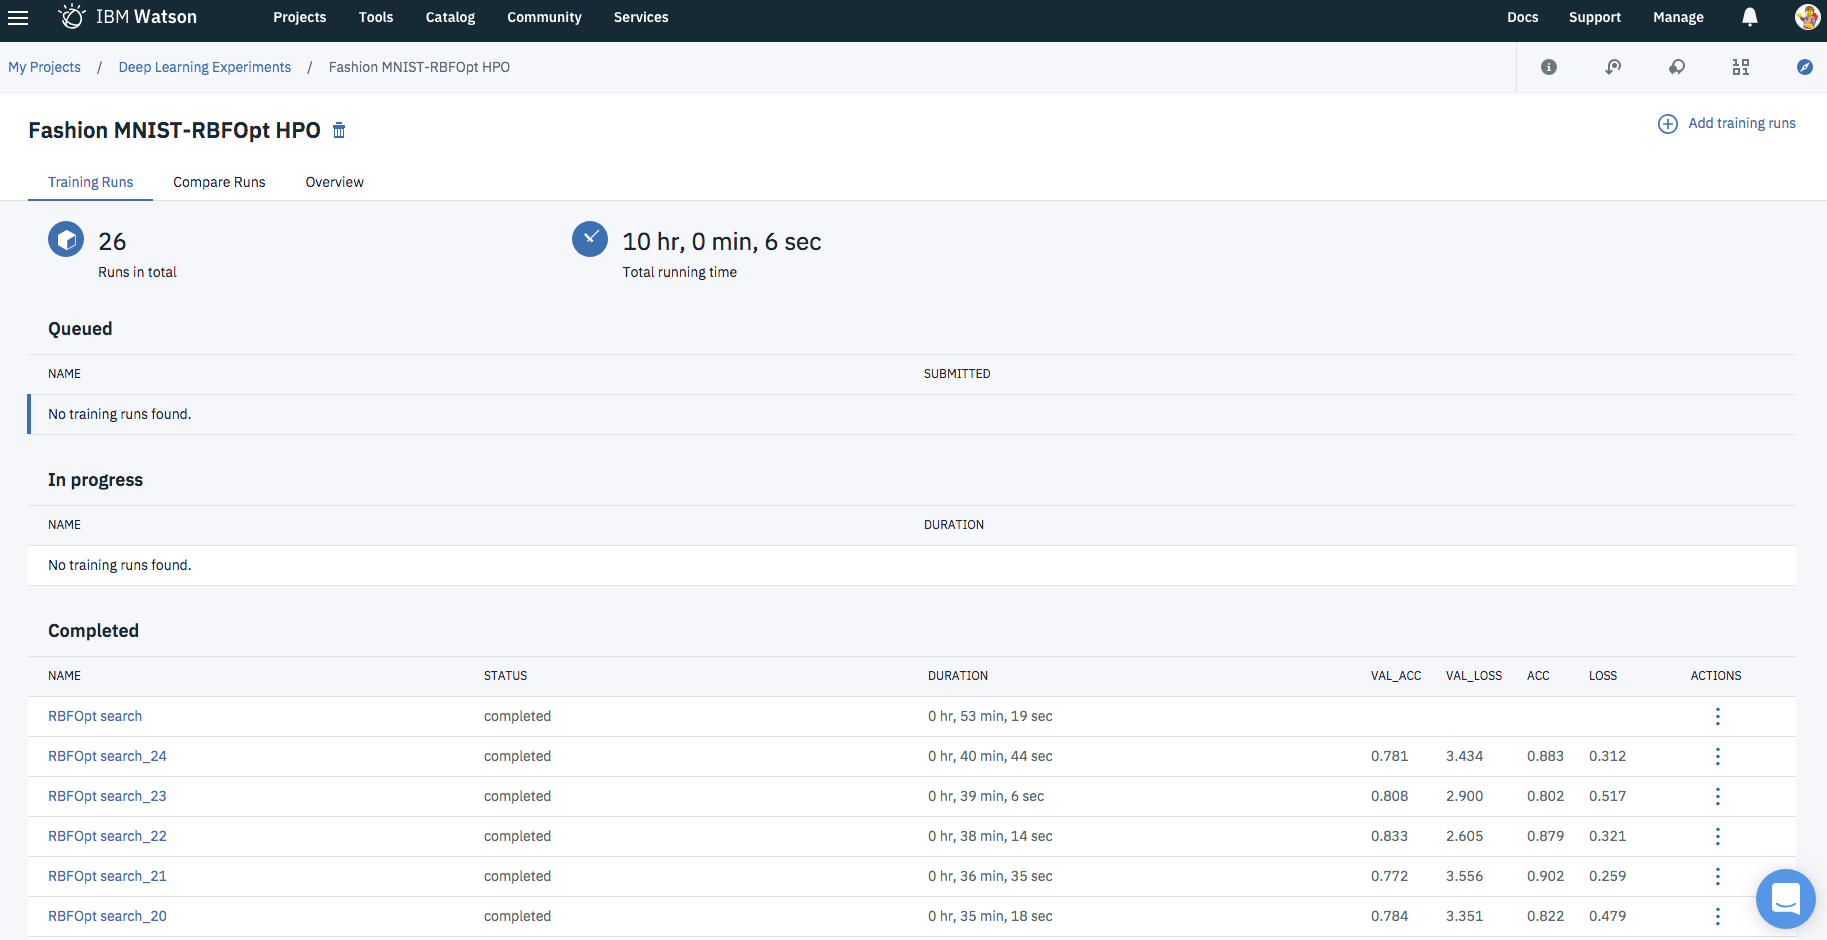 IBM Watson Projects Tools Catalog Community Services Docs Support Manage
My Projects / Deep Learning Experiments / Fashion MNIST-RBFOpt HPO
Fashion MNIST-RBFOpt HPO
Add training runs
Training Runs Compare Runs Overview
26 10 hr, 0 min, 6 sec
Runs in total Total running time
Queued
NAME SUBMITTED
No training runs found.
In progress
NAME DURATION
No training runs found.
Completed
NAME STATUS DURATION VAL_ACC VAL_LOSS ACC LOSS ACTIONS
RBFOpt search completed 0 hr, 53 min, 19 sec
RBFOpt search_24 completed 0 hr, 40 min, 44 sec 0.781 3.434 0.883 0.312
RBFOpt search_23 completed 0 hr, 39 min, 6 sec 0.808 2.900 0.802 0.517
RBFOpt search_22 completed 0 hr, 38 min, 14 sec 0.833 2.605 0.879 0.321
RBFOpt search_21 completed 0 hr, 36 min, 35 sec 0.772 3.556 0.902 0.259
RBFOpt search_20 completed 0 hr, 35 min, 18 sec 0.784 3.351 0.822 0.479